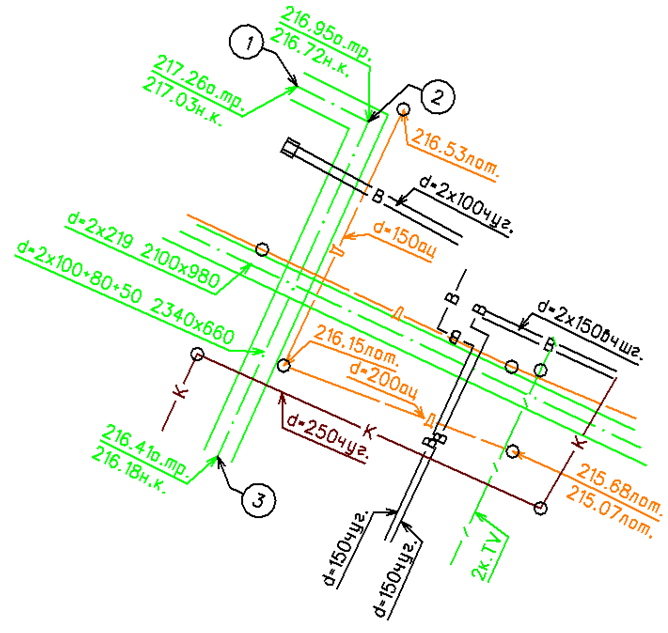 216.95о.тр.
216.72н.к.
1
217.26о.тр.
217.03н.к.
2
216.53лот.
d=2х100чуг.
В
d=150ац
Д
d=2х219 2100х980
d=2х100+80+50 2340х660
В
В
В
d=2х150вчшг.
В
Л
В
216.15лот.
d=200ац
К
К
d=250чуг.
Д
К
В
В
216.41о.тр.
216.18н.к.
3
215.68лот.
215.07лот.
d=150чуг.
d=150чуг.
2к.TV